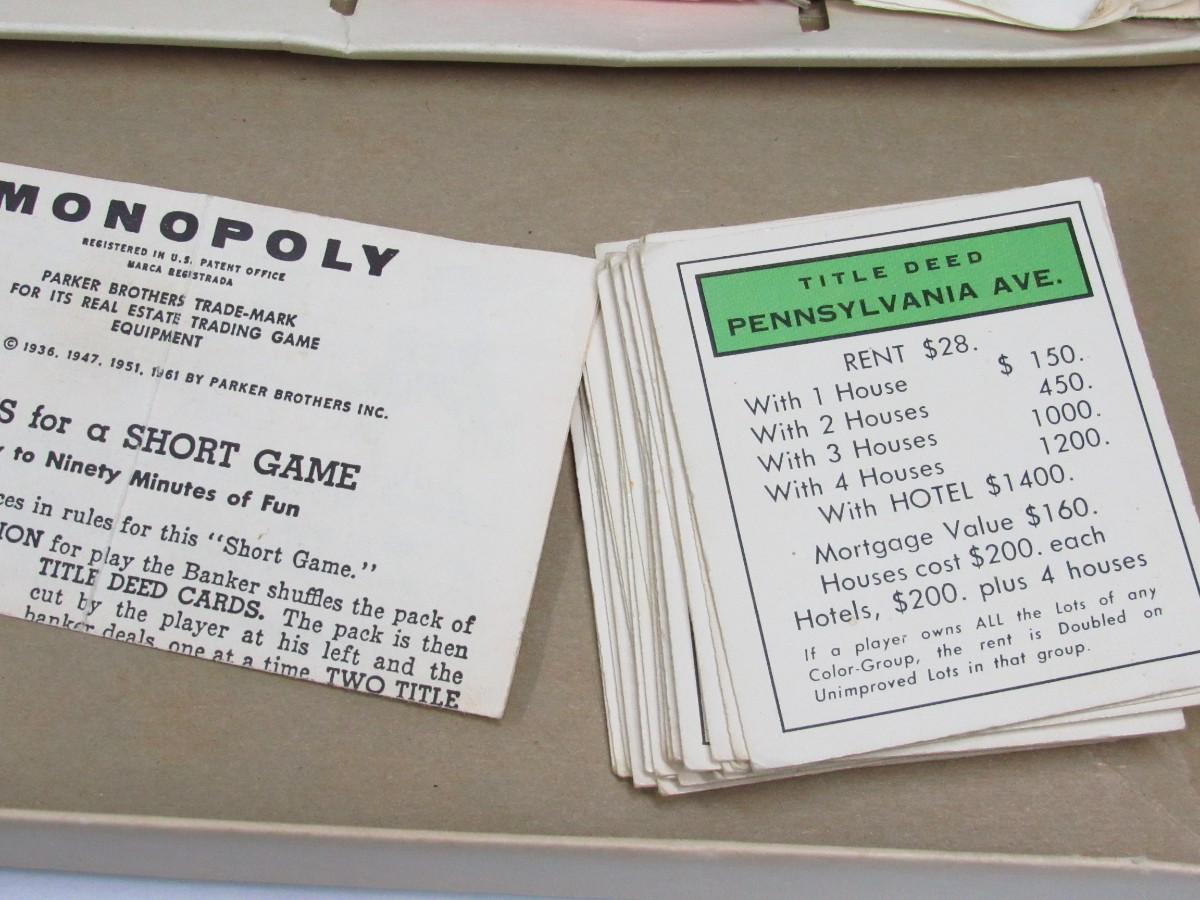 MONOPOLY
REGISTERED IN U.S. PATENT OFFICE
MARCA REGISTRADA
PARKER BROTHERS TRADE-MARK
FOR ITS REAL ESTATE TRADING GAME
EQUIPMENT
© 1936, 1947, 1951, 1961 BY PARKER BROTHERS INC.
S for a SHORT GAME
to Ninety Minutes of Fun
ces in rules for this "Short Game."
ION for play the Banker shuffles the pack of
TITLE DEED CARDS. The pack is then
cut by the player at his left and the
banker deals, one at a time, TWO TITLE
TITLE DEED
PENNSYLVANIA AVE.
RENT $28.
With 1 House $ 150.
With 2 Houses 450.
With 3 Houses 1000.
With 4 Houses 1200.
With HOTEL $1400.
Mortgage Value $160.
Houses cost $200. each
Hotels, $200. plus 4 houses
If a player owns ALL the Lots of any
Color-Group, the rent is Doubled on
Unimproved Lots in that group.